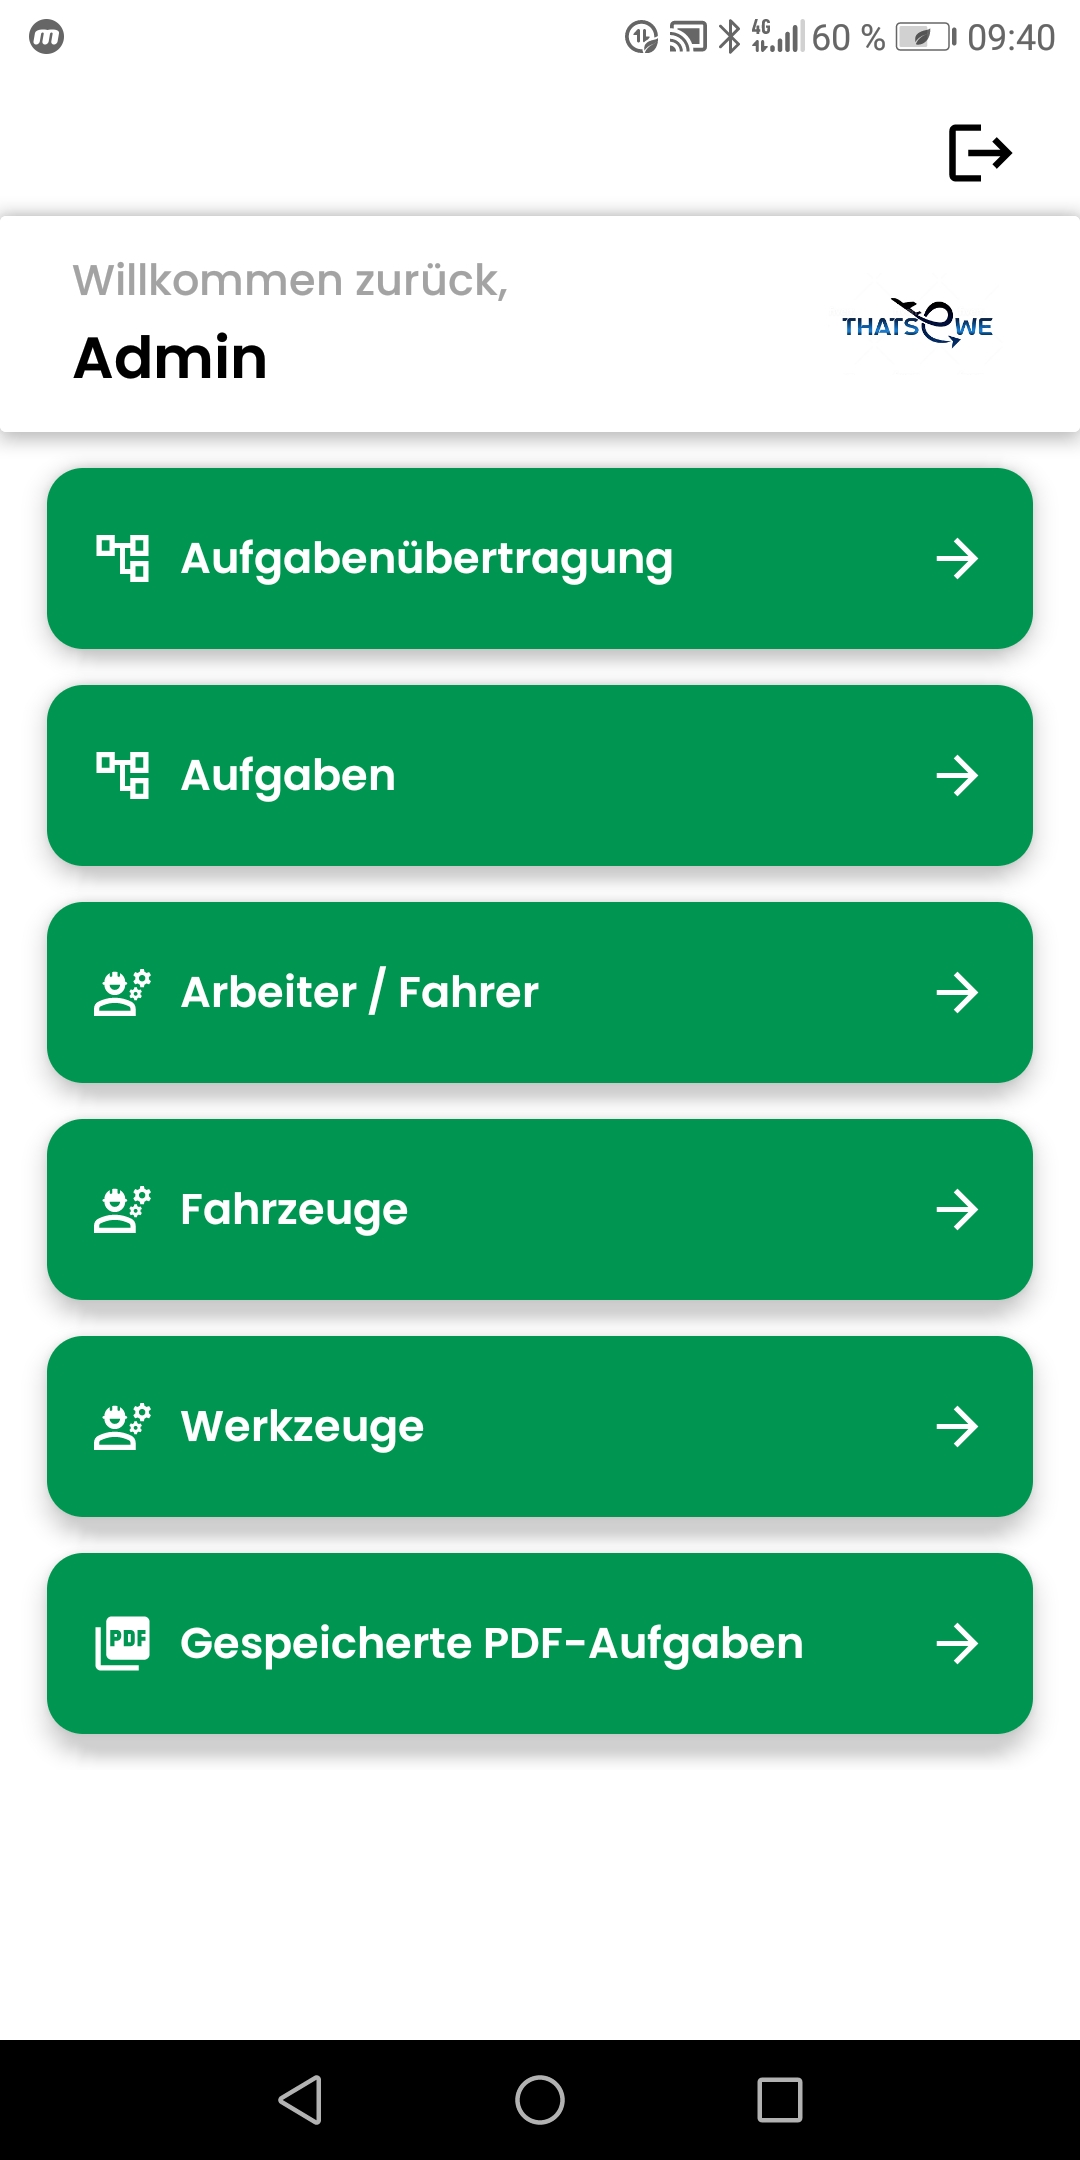 4G 60 % 09:40
Willkommen zurück,
Admin
THATS WE
Aufgabenübertragung
Aufgaben
Arbeiter / Fahrer
Fahrzeuge
Werkzeuge
PDF Gespeicherte PDF-Aufgaben